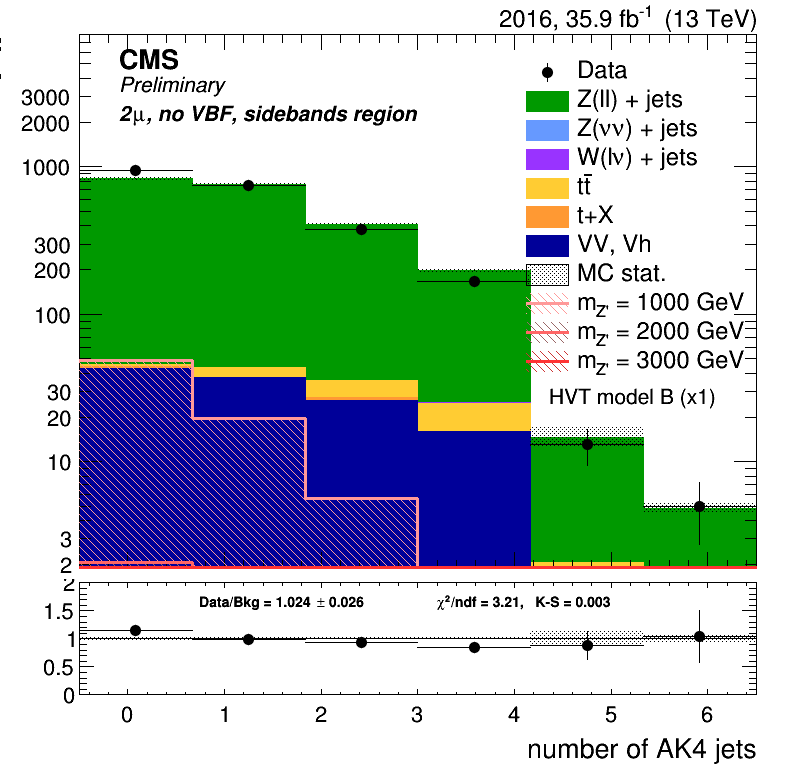 2016, 35.9 fb⁻¹ (13 TeV)
CMS
Preliminary
2μ, no VBF, sidebands region
Data
Z(ll) + jets
Z(νν) + jets
W(lν) + jets
tt̄
t+X
VV, Vh
MC stat.
m_Z' = 1000 GeV
m_Z' = 2000 GeV
m_Z' = 3000 GeV
HVT model B (x1)
3000
2000
1000
300
200
100
30
20
10
3
2
Data/Bkg = 1.024 ± 0.026 χ²/ndf = 3.21, K-S = 0.003
2
1.5
1
0.5
0
0 1 2 3 4 5 6
number of AK4 jets